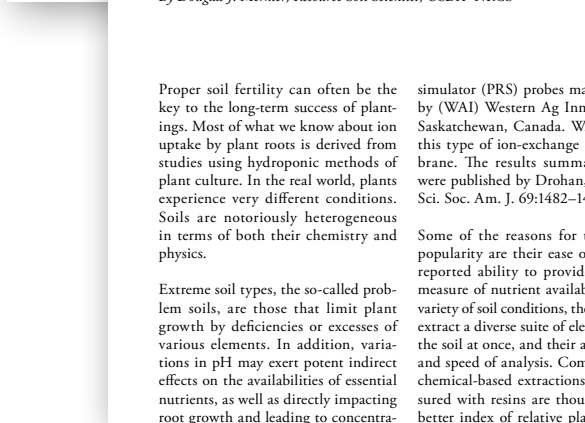 Proper soil fertility can often be the
key to the long-term success of plant-
ings. Most of what we know about ion
uptake by plant roots is derived from
studies using hydroponic methods of
plant culture. In the real world, plants
experience very different conditions.
Soils are notoriously heterogeneous
in terms of both their chemistry and
physics.
Extreme soil types, the so-called prob-
lem soils, are those that limit plant
growth by deficiencies or excesses of
various elements. In addition, varia-
tions in pH may exert potent indirect
effects on the availabilities of essential
nutrients, as well as directly impacting
root growth and leading to concentra-
simulator (PRS) probes ma
by (WAI) Western Ag Inn
Saskatchewan, Canada. W
this type of ion-exchange
brane. The results summa
were published by Drohan,
Sci. Soc. Am. J. 69:1482–14
Some of the reasons for t
popularity are their ease o
reported ability to provid
measure of nutrient availab
variety of soil conditions, the
extract a diverse suite of ele
the soil at once, and their a
and speed of analysis. Com
chemical-based extractions
sured with resins are thou
better index of relative pla